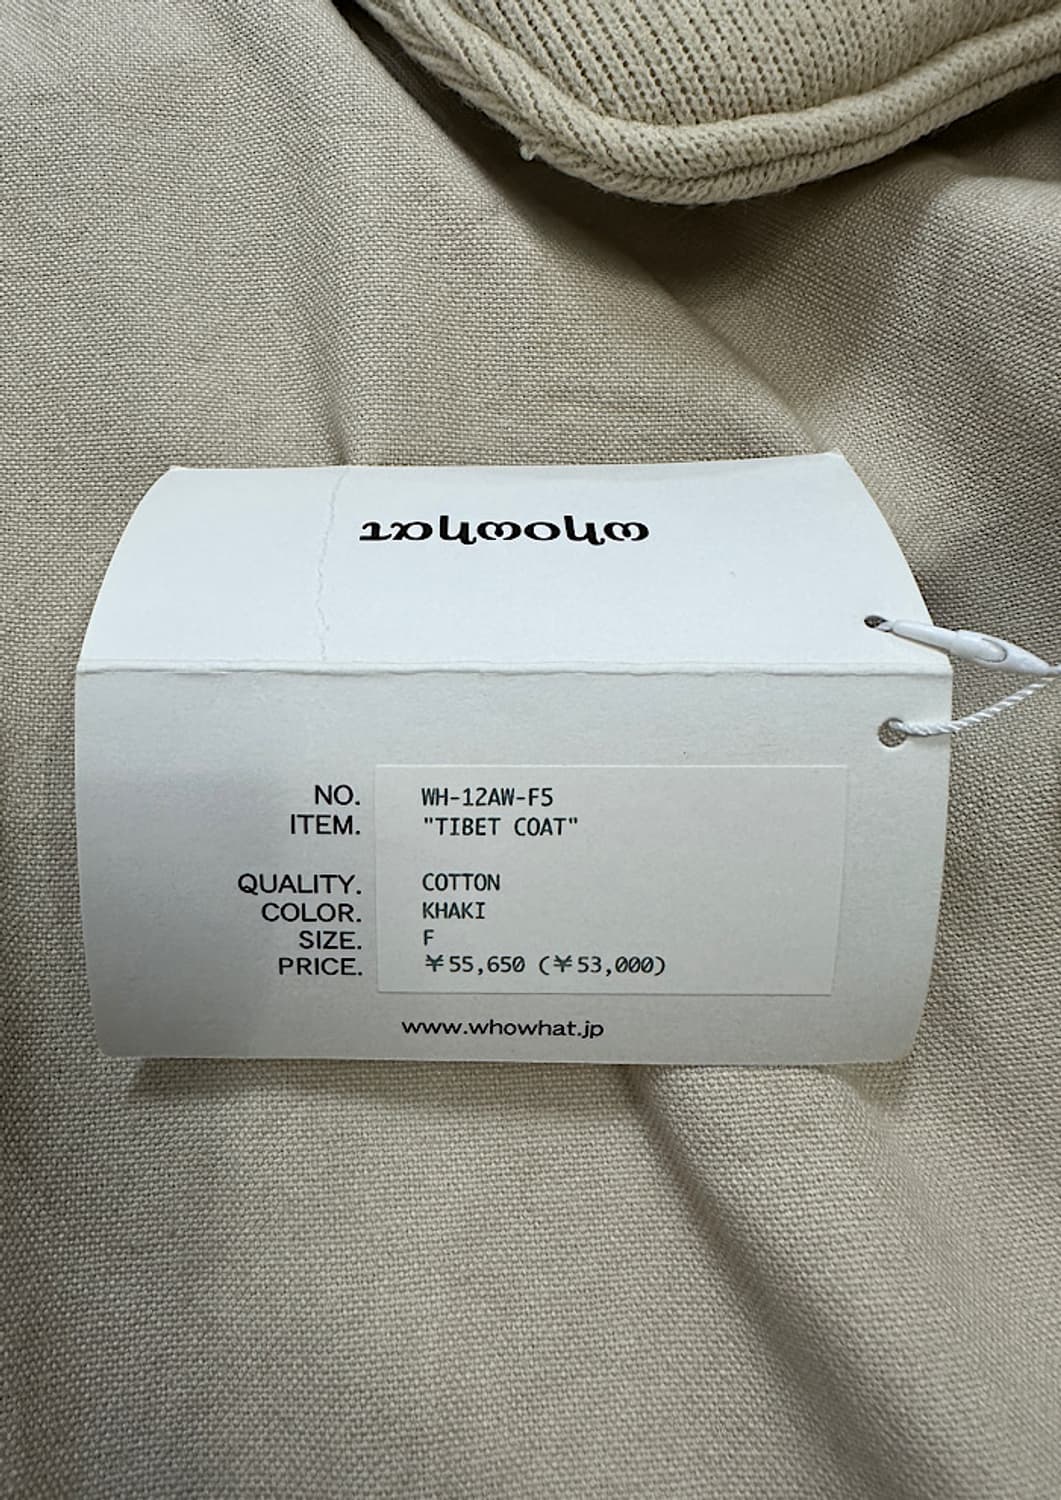 whowhat
NO. WH-12AW-F5
ITEM. "TIBET COAT"
QUALITY. COTTON
COLOR. KHAKI
SIZE. F
PRICE. ¥55,650 (¥53,000)
www.whowhat.jp